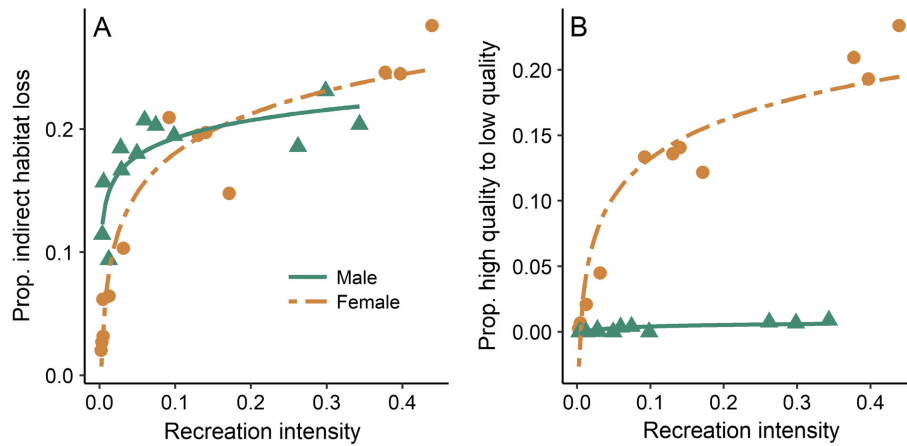 A
Prop. indirect habitat loss
0.2
0.1
0.0
Male
Female
0.0 0.1 0.2 0.3 0.4
Recreation intensity
B
Prop. high quality to low quality
0.20
0.15
0.10
0.05
0.00
0.0 0.1 0.2 0.3 0.4
Recreation intensity